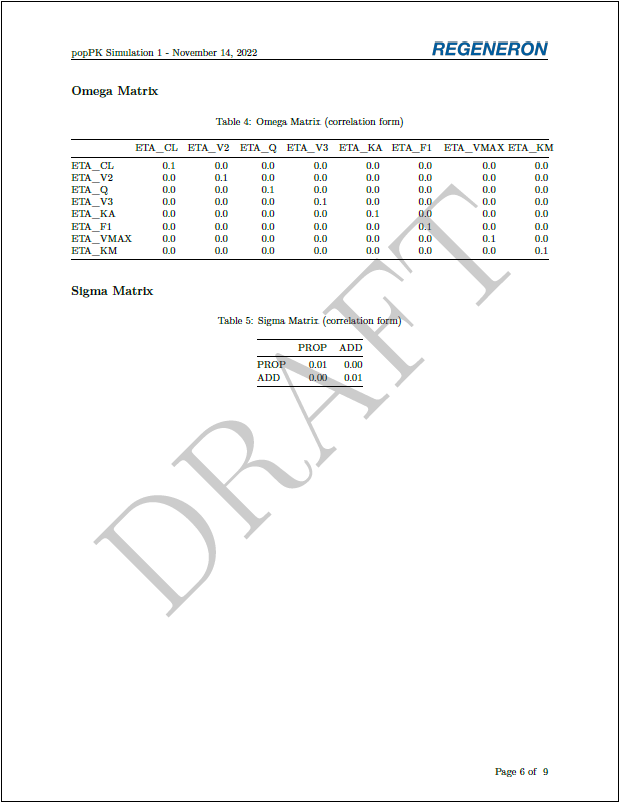 popPK Simulation 1 - November 14, 2022
REGENERON
Omega Matrix
Table 4: Omega Matrix (correlation form)
ETA_CL ETA_V2 ETA_Q ETA_V3 ETA_KA ETA_F1 ETA_VMAX ETA_KM
ETA_CL 0.1 0.0 0.0 0.0 0.0 0.0 0.0 0.0
ETA_V2 0.0 0.1 0.0 0.0 0.0 0.0 0.0 0.0
ETA_Q 0.0 0.0 0.1 0.0 0.0 0.0 0.0 0.0
ETA_V3 0.0 0.0 0.0 0.1 0.0 0.0 0.0 0.0
ETA_KA 0.0 0.0 0.0 0.0 0.1 0.0 0.0 0.0
ETA_F1 0.0 0.0 0.0 0.0 0.0 0.1 0.0 0.0
ETA_VMAX 0.0 0.0 0.0 0.0 0.0 0.0 0.1 0.0
ETA_KM 0.0 0.0 0.0 0.0 0.0 0.0 0.0 0.1
Sigma Matrix
Table 5: Sigma Matrix (correlation form)
PROP ADD
PROP 0.01 0.00
ADD 0.00 0.01
DRAFT
Page 6 of 9